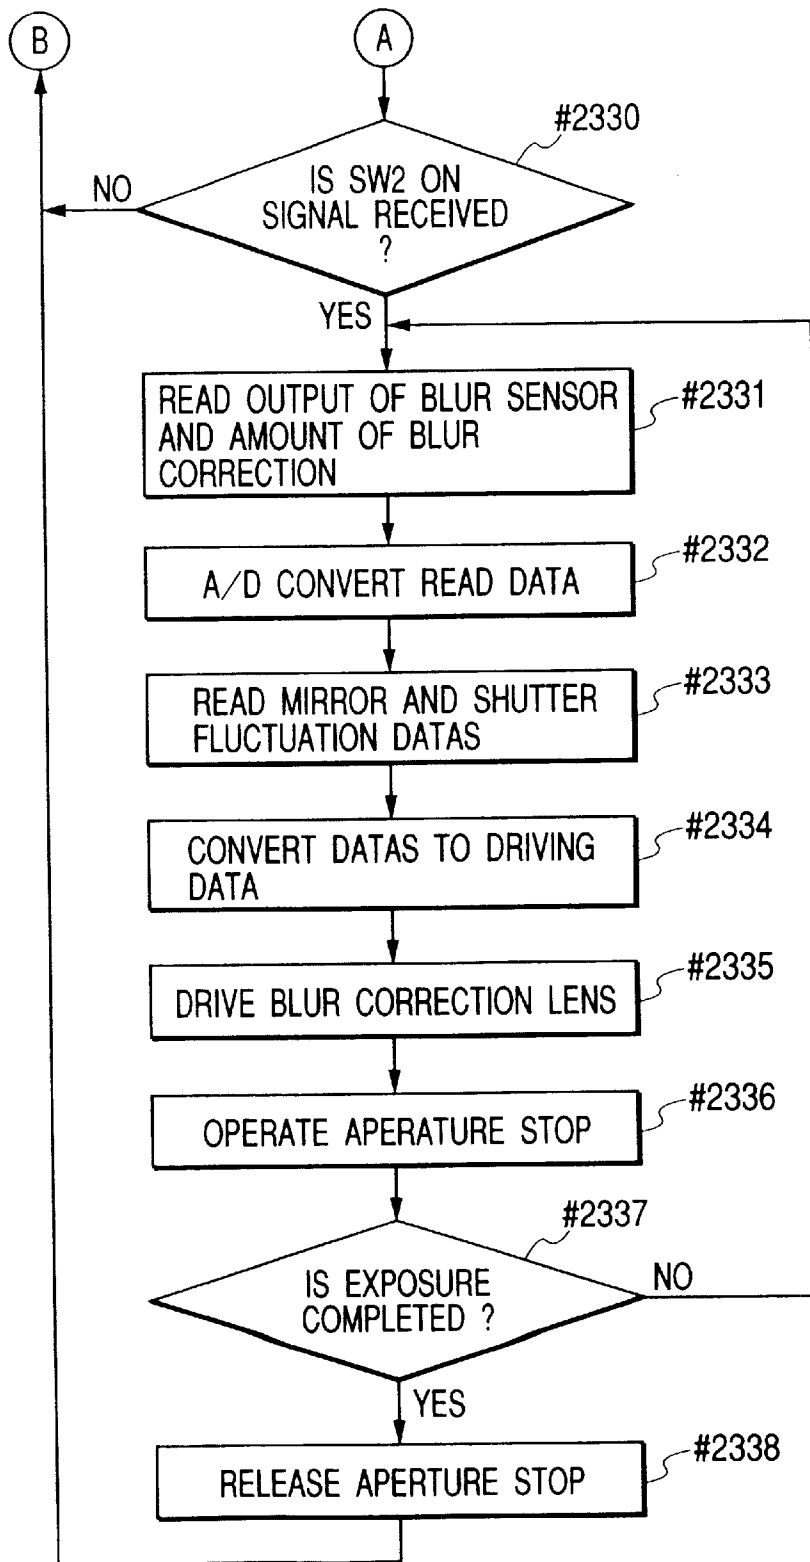 B
A
#2330
IS SW2 ON
SIGNAL RECEIVED
?
NO
YES
READ OUTPUT OF BLUR SENSOR
AND AMOUNT OF BLUR
CORRECTION
#2331
A/D CONVERT READ DATA
#2332
READ MIRROR AND SHUTTER
FLUCTUATION DATAS
#2333
CONVERT DATAS TO DRIVING
DATA
#2334
DRIVE BLUR CORRECTION LENS
#2335
OPERATE APERATURE STOP
#2336
#2337
IS EXPOSURE
COMPLETED ?
NO
YES
RELEASE APERTURE STOP
#2338